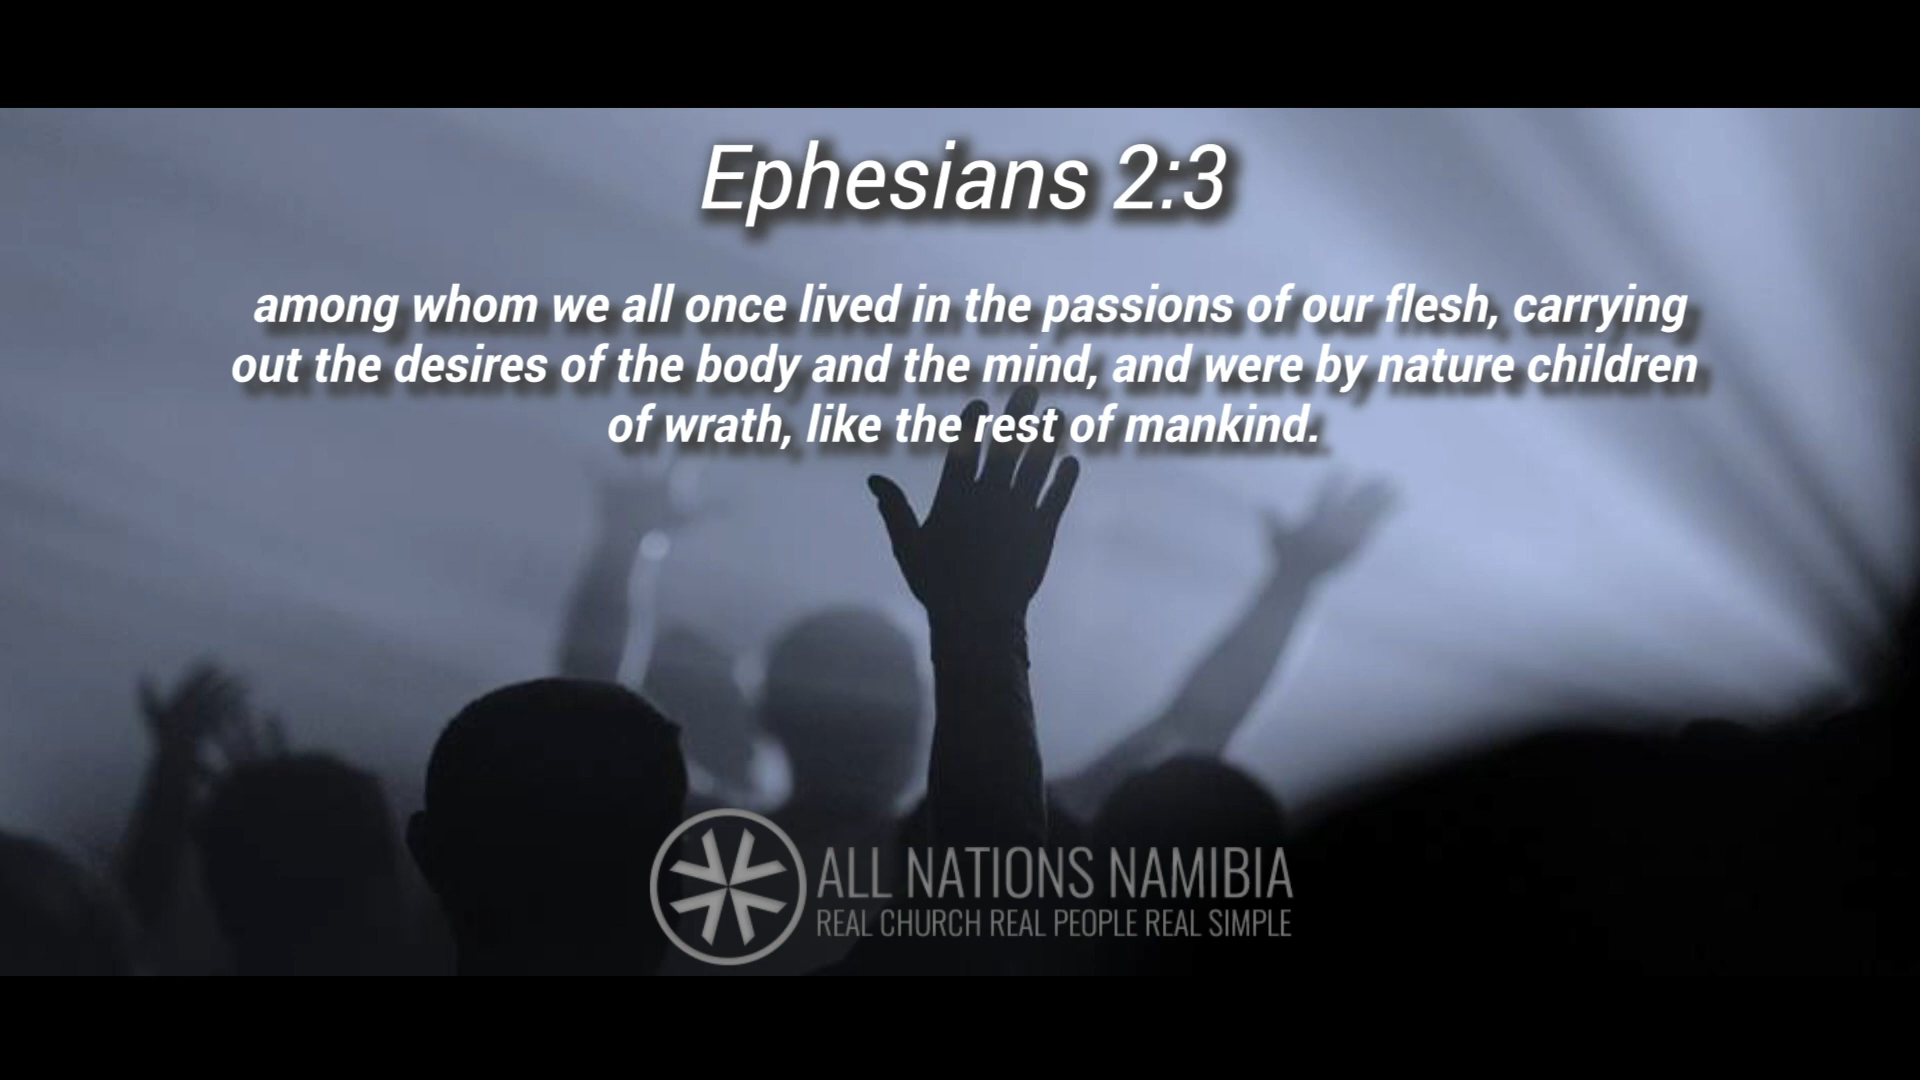 Ephesians 2:3
among whom we all once lived in the passions of our flesh, carrying
out the desires of the body and the mind, and were by nature children
of wrath, like the rest of mankind.
ALL NATIONS NAMIBIA
REAL CHURCH REAL PEOPLE REAL SIMPLE